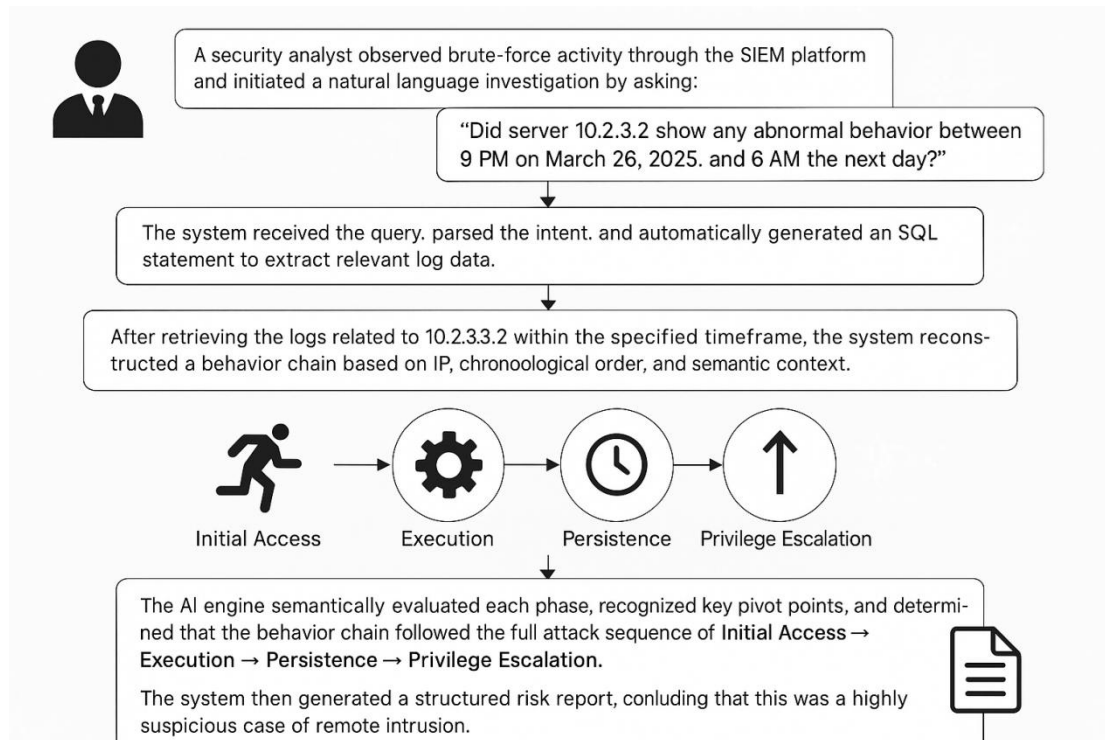 A security analyst observed brute-force activity through the SIEM platform
and initiated a natural language investigation by asking:
“Did server 10.2.3.2 show any abnormal behavior between
9 PM on March 26, 2025. and 6 AM the next day?”
The system received the query. parsed the intent. and automatically generated an SQL
statement to extract relevant log data.
After retrieving the logs related to 10.2.3.3.2 within the specified timeframe, the system recons-
tructed a behavior chain based on IP, chronoological order, and semantic context.
Initial Access
Execution
Persistence
Privilege Escalation
The AI engine semantically evaluated each phase, recognized key pivot points, and determi-
ned that the behavior chain followed the full attack sequence of Initial Access →
Execution → Persistence → Privilege Escalation.
The system then generated a structured risk report, conluding that this was a highly
suspicious case of remote intrusion.